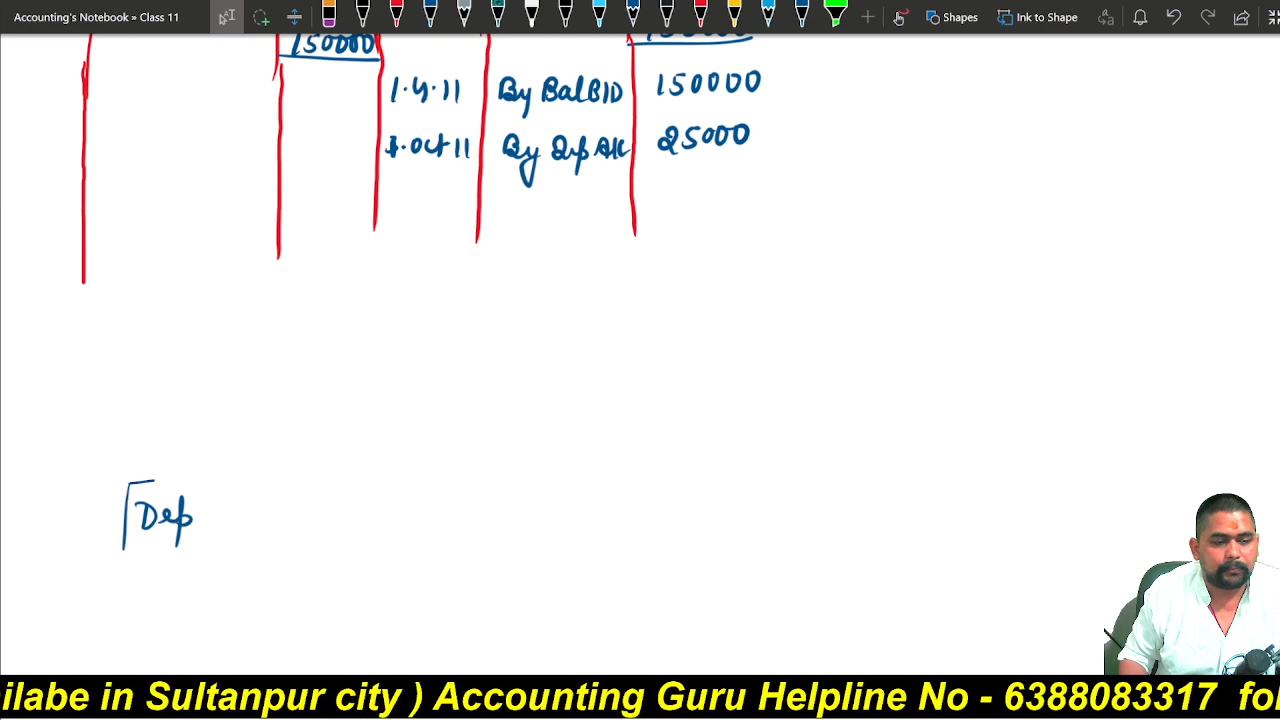 Accounting's Notebook » Class 11
Shapes
Ink to Shape
150000
1.4.11 By Bal B/D 150000
1.Oct 11 By Dep A/c 25000
Dep
ilabe in Sultanpur city ) Accounting Guru Helpline No - 6388083317 fo